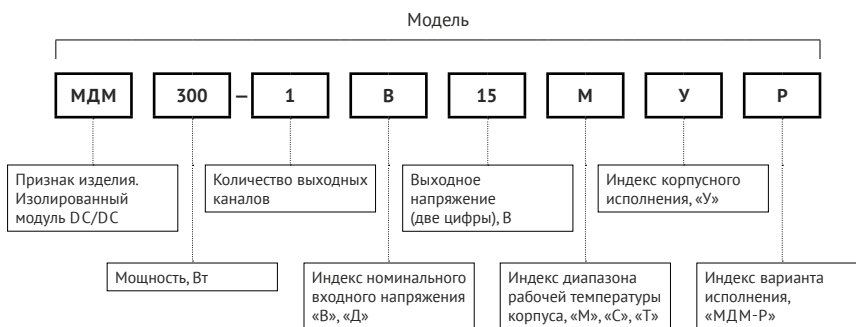 Модель
МДМ 300 – 1 В 15 М У Р
Признак изделия.
Изолированный
модуль DC/DC
Количество выходных
каналов
Выходное
напряжение
(две цифры), В
Индекс корпусного
исполнения, «У»
Мощность, Вт
Индекс номинального
входного напряжения
«В», «Д»
Индекс диапазона
рабочей температуры
корпуса, «М», «С», «Т»
Индекс варианта
исполнения,
«МДМ-Р»